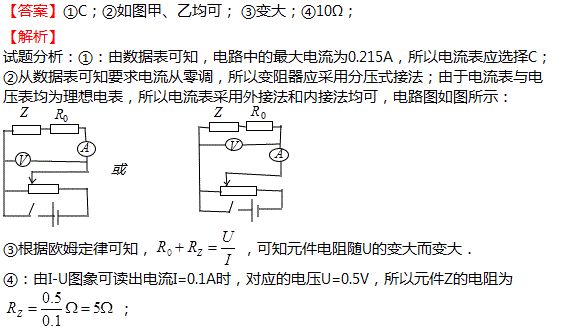 【答案】①C；②如图甲、乙均可； ③变大；④10Ω；
【解析】
试题分析：①：由数据表可知，电路中的最大电流为0.215A，所以电流表应选择C；
②从数据表可知要求电流从零调，所以变阻器应采用分压式接法；由于电流表与电
压表均为理想电表，所以电流表采用外接法和内接法均可，电路图如图所示：
Z R₀ Z R₀
A V V A
或
③根据欧姆定律可知， R₀ + R_Z = U/I ，可知元件电阻随U的变大而变大．
④：由I-U图象可读出电流I=0.1A时，对应的电压U=0.5V，所以元件Z的电阻为
R_Z = 0.5/0.1 Ω = 5Ω ；